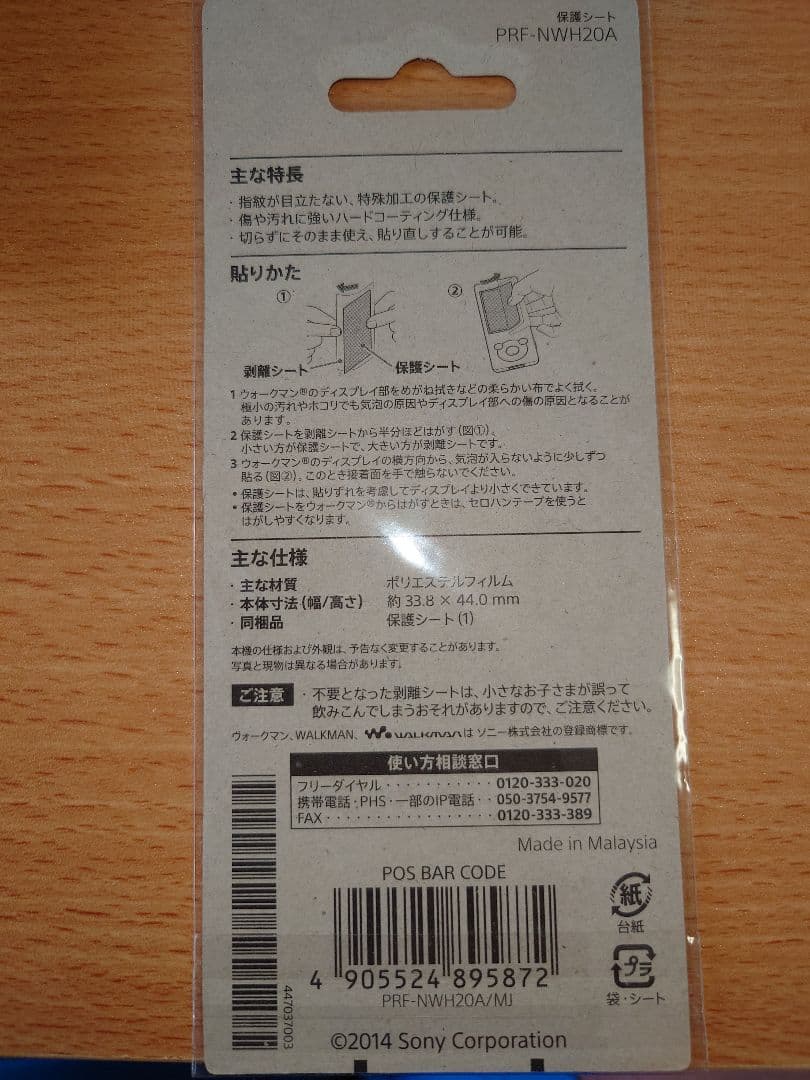 保護シート
PRF-NWH20A
主な特長
・指紋が目立たない、特殊加工の保護シート。
・傷や汚れに強いハードコーティング仕様。
・切らずにそのまま使え、貼り直しすることが可能。
貼りかた
① ②
剥離シート 保護シート
1 ウォークマン®のディスプレイ部をめがね拭きなどの柔らかい布でよく拭く。
極小の汚れやホコリでも気泡の原因やディスプレイ部への傷の原因となることが
あります。
2 保護シートを剥離シートから半分ほどはがす(図①)。
小さい方が保護シートで、大きい方が剥離シートです。
3 ウォークマン®のディスプレイの横方向から、気泡が入らないように少しずつ
貼る(図②)。このとき接着面を手で触らないでください。
•保護シートは、貼りずれを考慮してディスプレイより小さくできています。
•保護シートをウォークマン®からはがすときは、セロハンテープを使うと
はがしやすくなります。
主な仕様
・主な材質 ポリエステルフィルム
・本体寸法(幅/高さ) 約 33.8 × 44.0 mm
・同梱品 保護シート(1)
本機の仕様および外観は、予告なく変更することがあります。
写真と現物は異なる場合があります。
ご注意 ・不要となった剥離シートは、小さなお子さまが誤って
飲みこんでしまうおそれがありますので、ご注意ください。
ウォークマン、WALKMAN、WALKMANは ソニー株式会社の登録商標です。
使い方相談窓口
フリーダイヤル・・・・・・・・・・・0120-333-020
携帯電話・PHS・一部のIP電話・・050-3754-9577
FAX・・・・・・・・・・・・・・・・・0120-333-389
Made in Malaysia
POS BAR CODE
4 905524 895872
PRF-NWH20A/MJ
447037003
紙
台紙
プラ
袋・シート
©2014 Sony Corporation